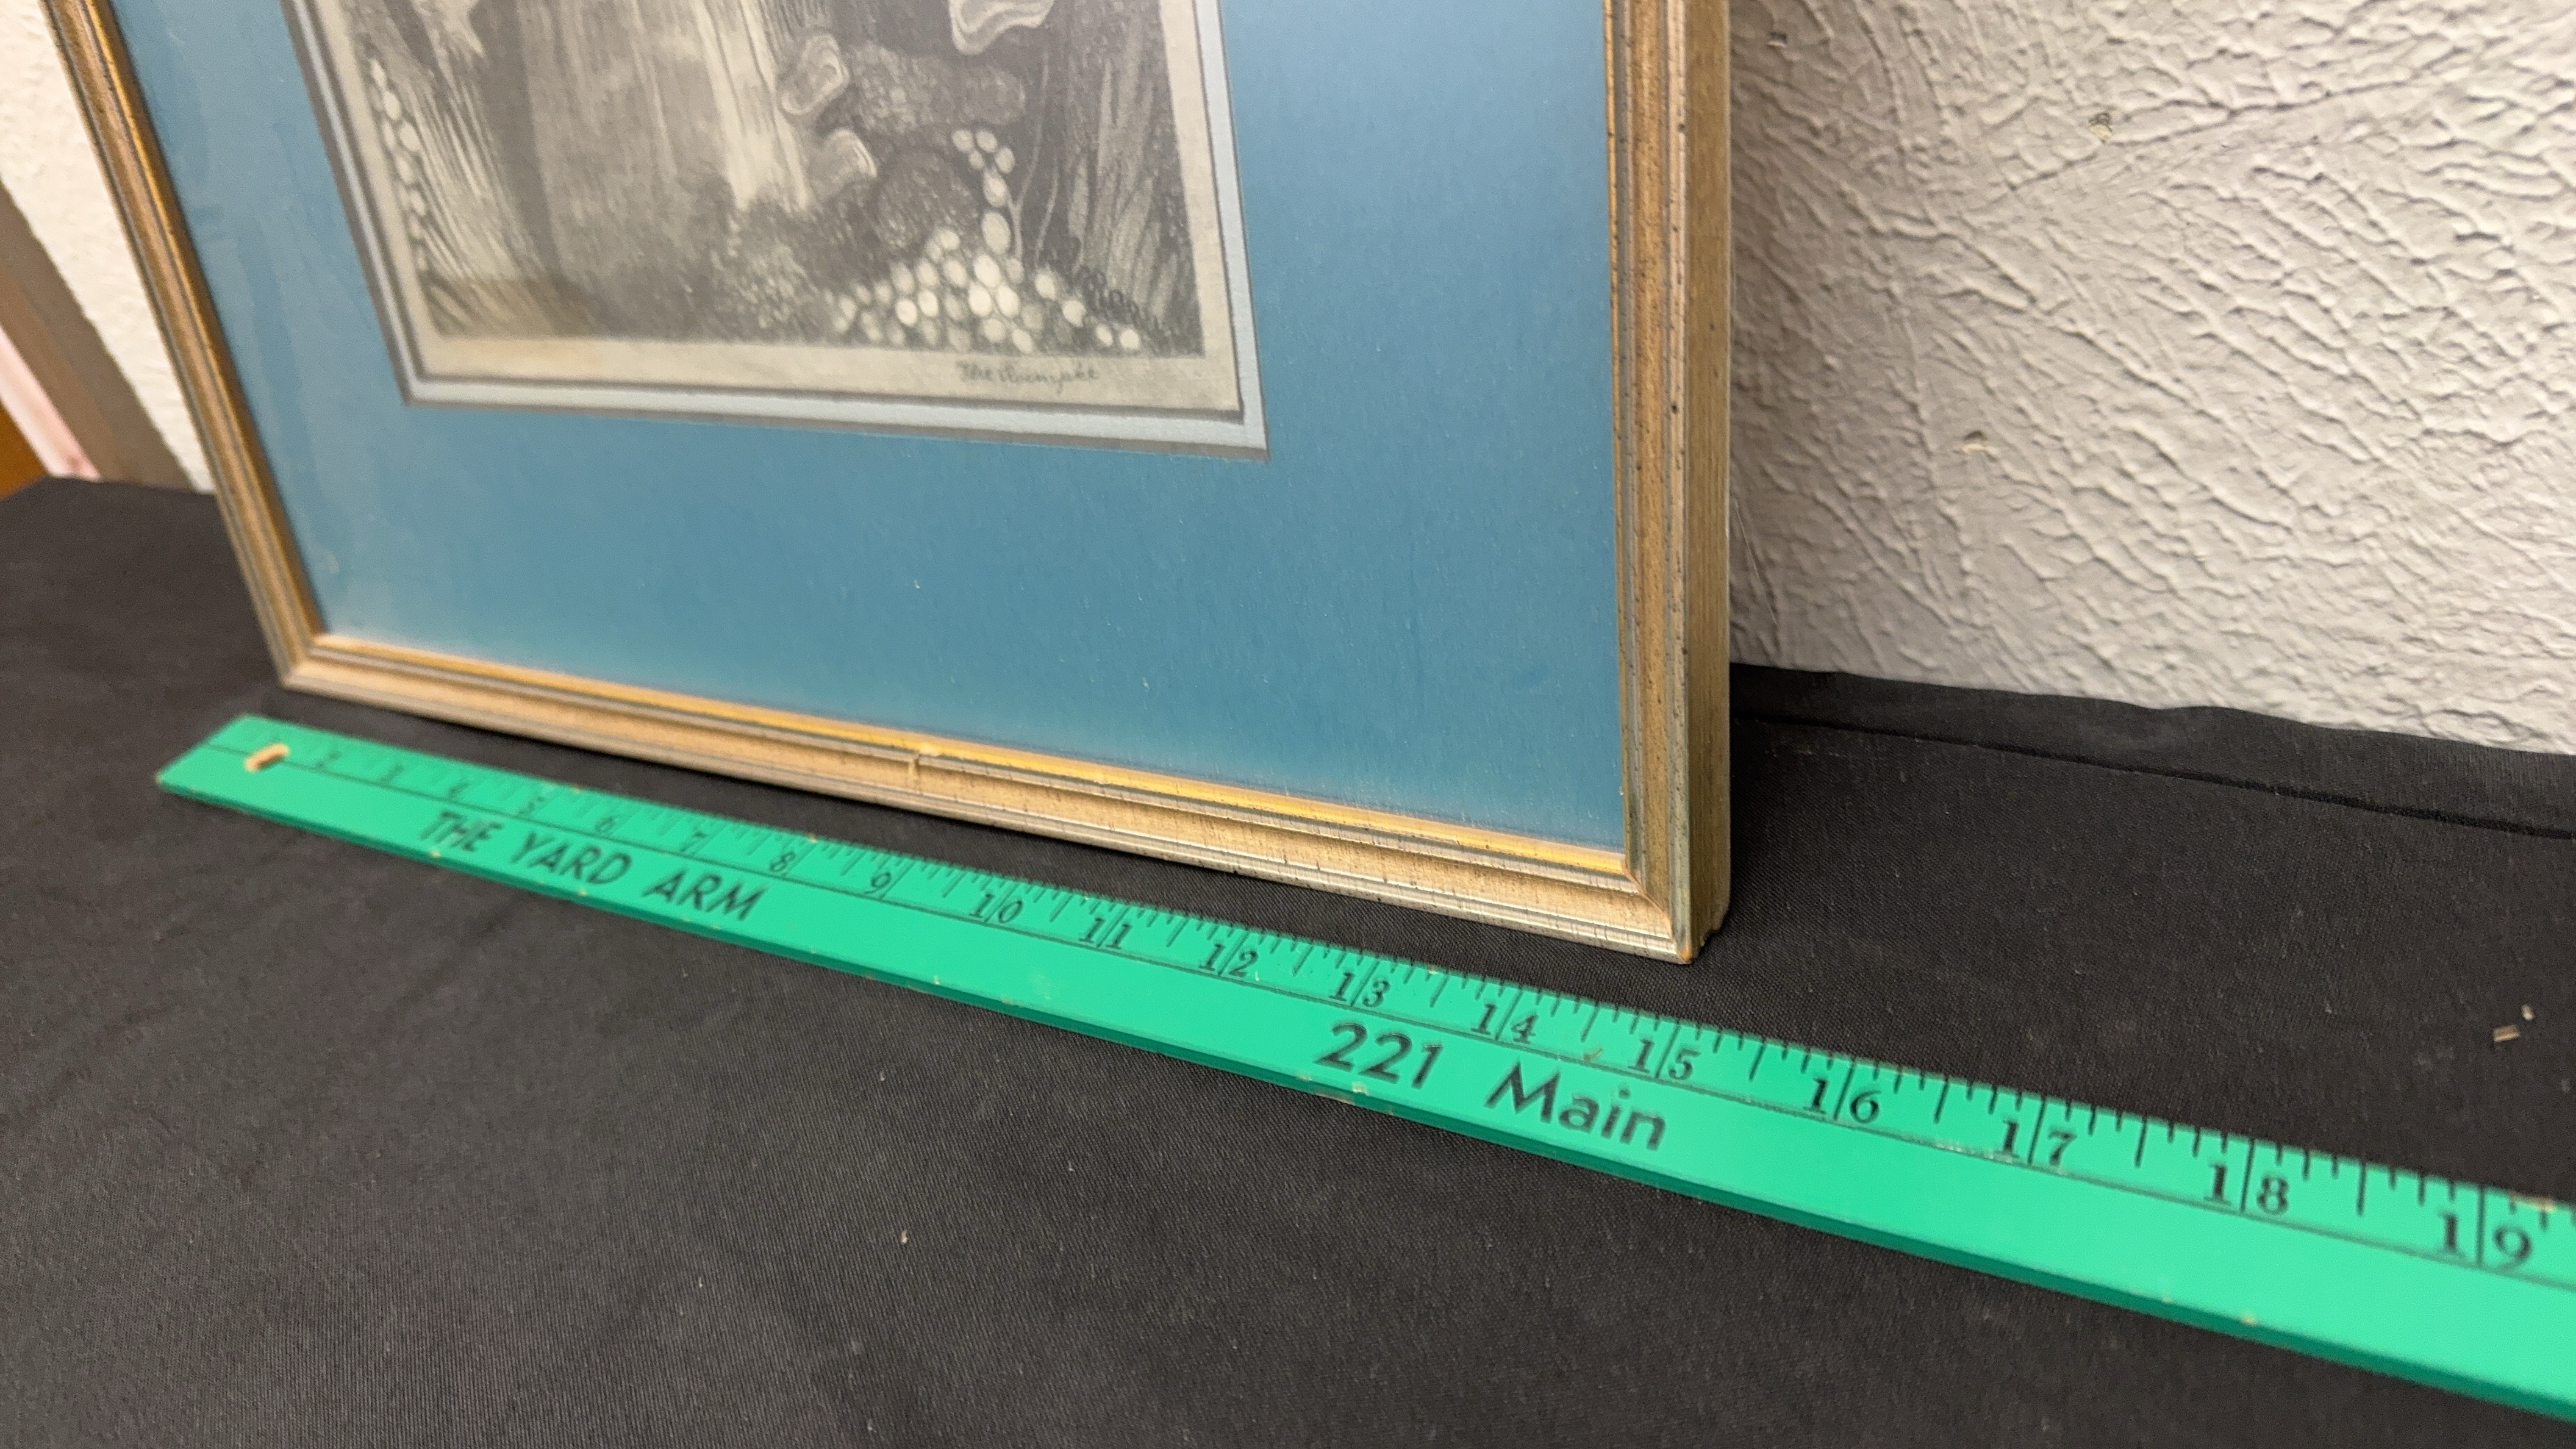 The
2 3 4 5 6 7 8 9 10 11 12 13 14 15 16 17 18 19
THE YARD ARM 221 Main